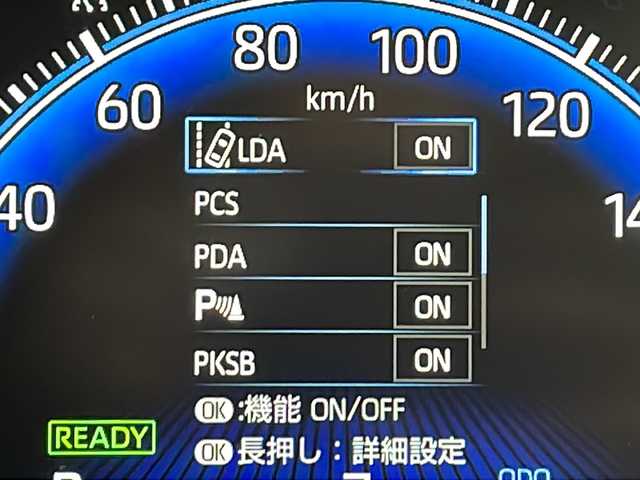 80 100
km/h
60 120
LDA ON
PCS
40
PDA ON
P ON
PKSB ON
OK:機能 ON/OFF
READY
OK長押し：詳細設定